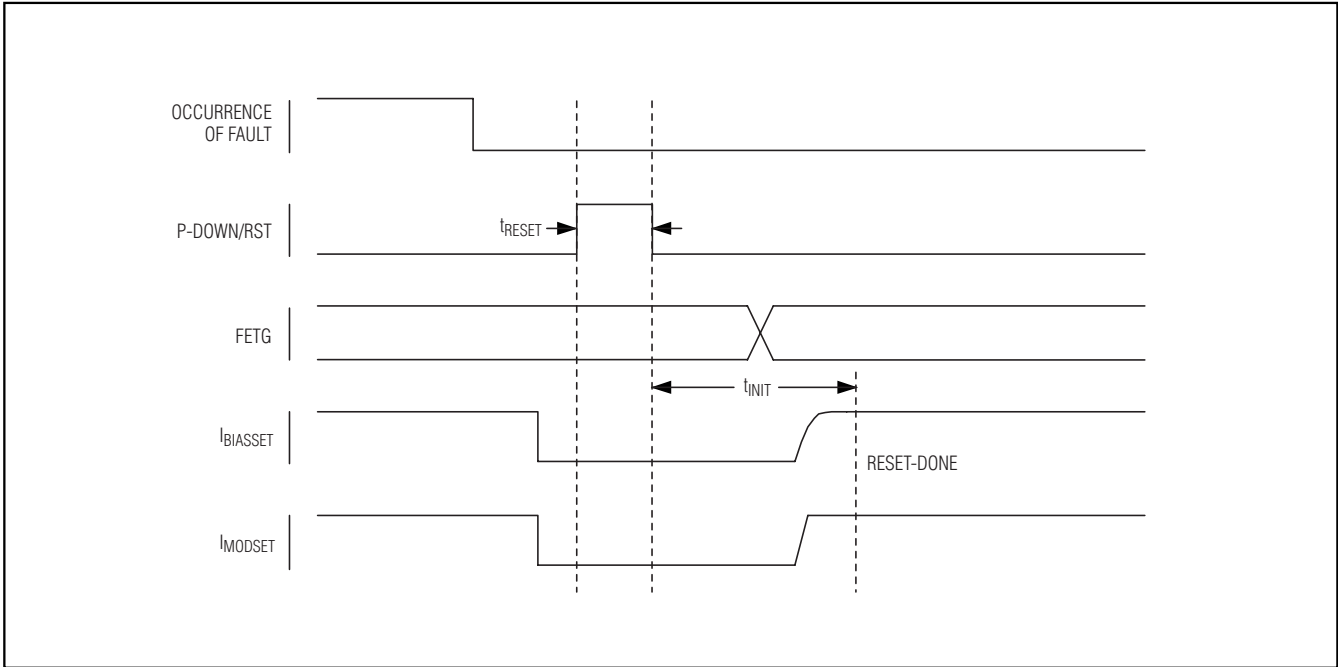 OCCURRENCE
OF FAULT
P-DOWN/RST
tRESET
FETG
tINIT
IBIASSET
RESET-DONE
IMODSET